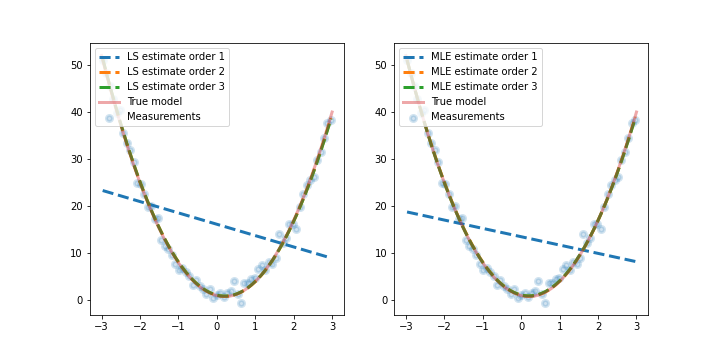 LS estimate order 1
LS estimate order 2
LS estimate order 3
True model
Measurements
50
40
30
20
10
0
−3 −2 −1 0 1 2 3
MLE estimate order 1
MLE estimate order 2
MLE estimate order 3
True model
Measurements
50
40
30
20
10
0
−3 −2 −1 0 1 2 3